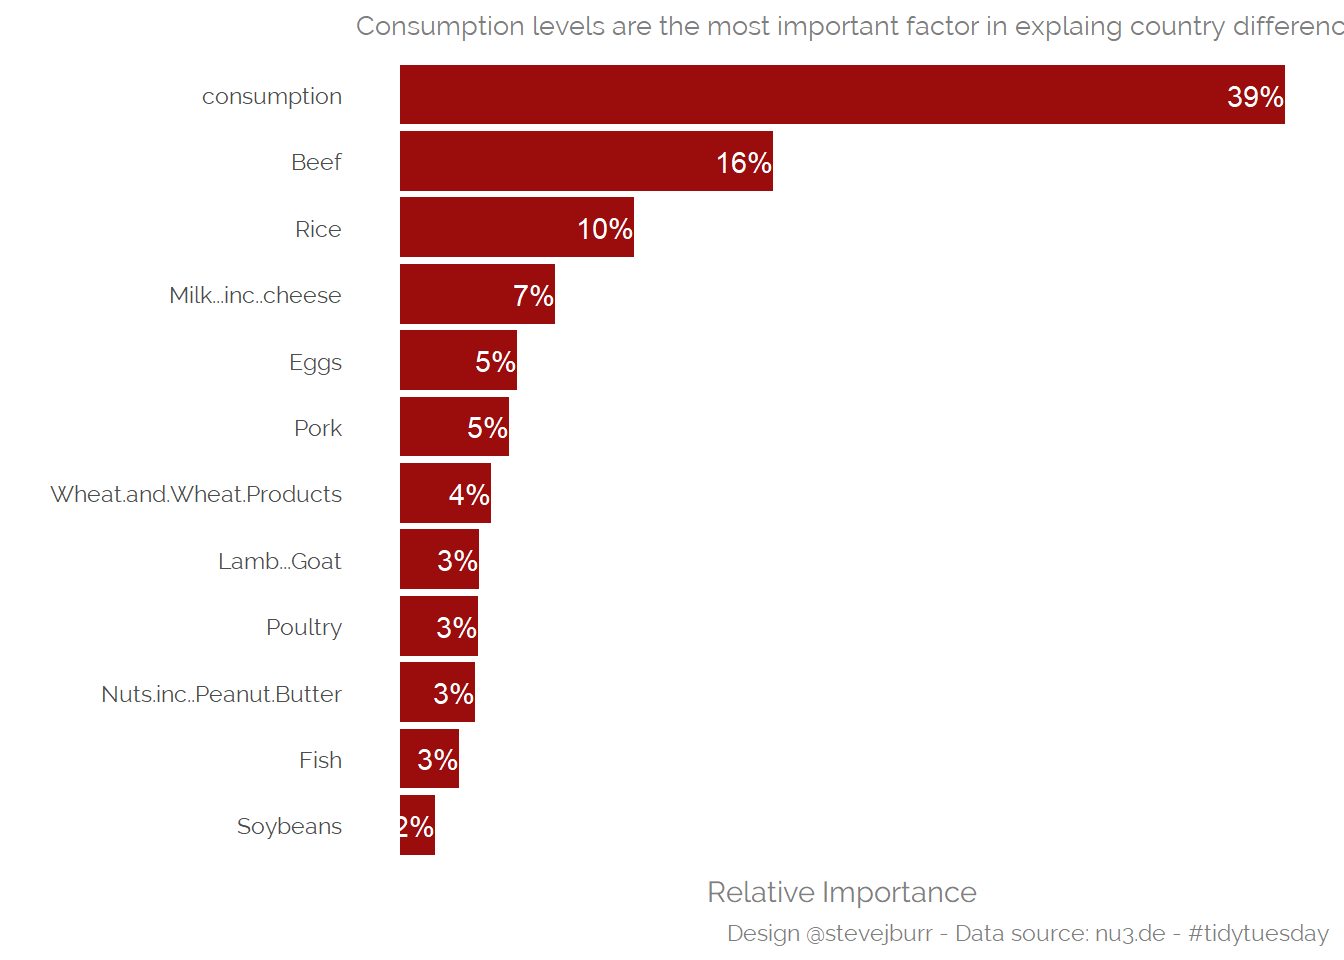 Consumption levels are the most important factor in explaing country
consumption 39%
Beef 16%
Rice 10%
Milk...inc..cheese 7%
Eggs 5%
Pork 5%
Wheat.and.Wheat.Products 4%
Lamb...Goat 3%
Poultry 3%
Nuts.inc..Peanut.Butter 3%
Fish 3%
Soybeans 2%
Relative Importance
Design @stevejburr - Data source: nu3.de - #tidytuesday